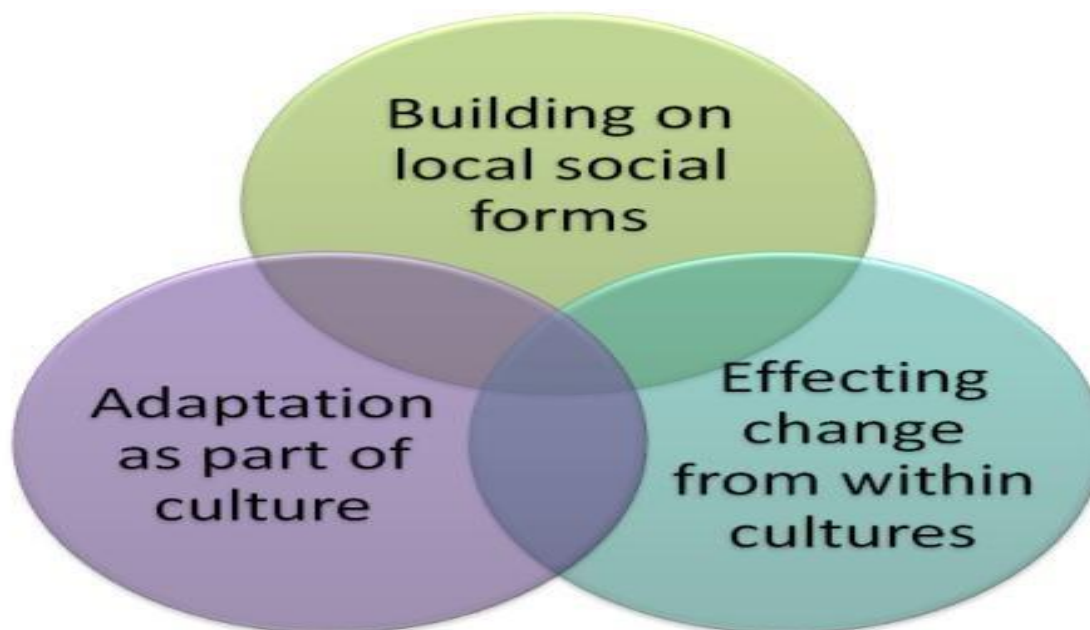 Building on
local social
forms
Adaptation
as part of
culture
Effecting
change
from within
cultures